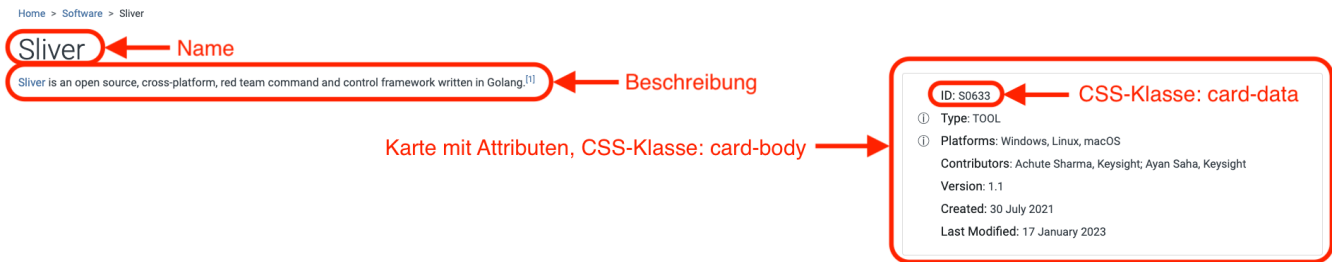 Home > Software > Sliver
Sliver
Name
Sliver is an open source, cross-platform, red team command and control framework written in Golang.[1]
Beschreibung
ID: S0633
CSS-Klasse: card-data
ⓘ Type: TOOL
ⓘ Platforms: Windows, Linux, macOS
Karte mit Attributen, CSS-Klasse: card-body
Contributors: Achute Sharma, Keysight; Ayan Saha, Keysight
Version: 1.1
Created: 30 July 2021
Last Modified: 17 January 2023